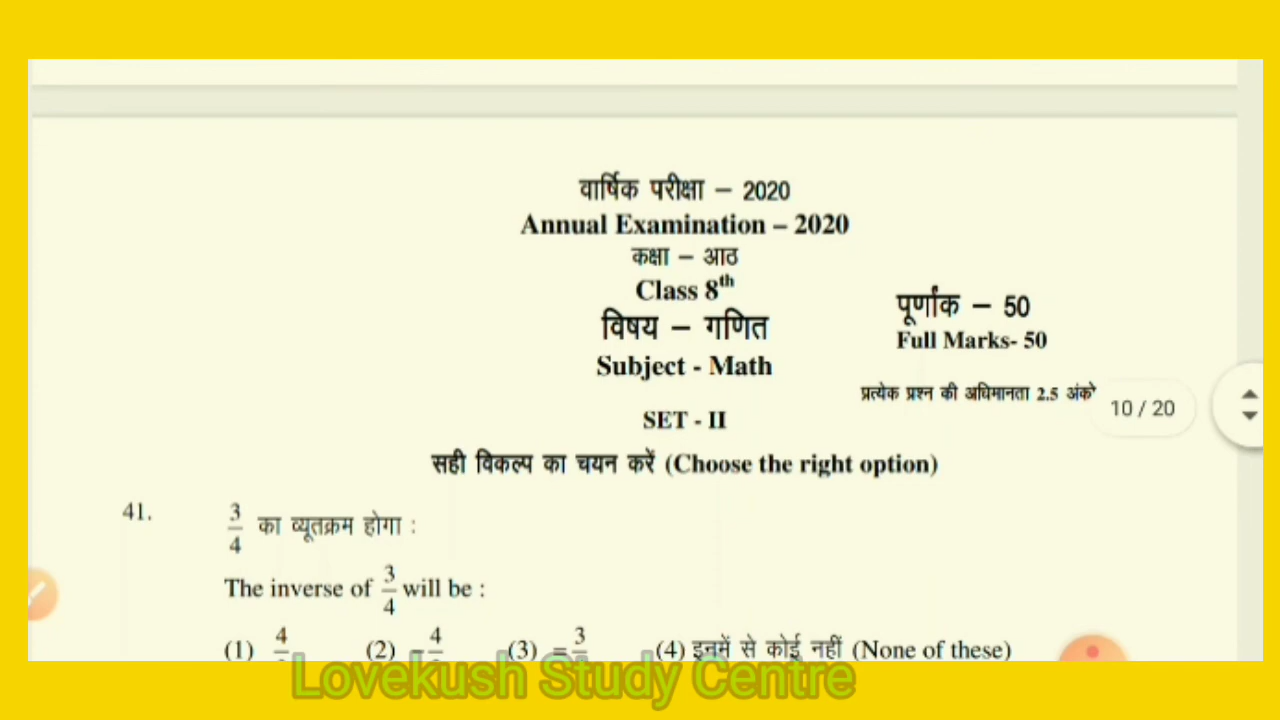 वार्षिक परीक्षा – 2020
Annual Examination – 2020
कक्षा – आठ
Class 8th
विषय – गणित
पूर्णांक – 50
Full Marks- 50
Subject - Math
प्रत्येक प्रश्न की अधिमानता 2.5 अंको
10 / 20
SET - II
सही विकल्प का चयन करें (Choose the right option)
41. 3/4 का व्यूतक्रम होगा :
The inverse of 3/4 will be :
(1) 4 (2) – 4 (3) 3 (4) इनमें से कोई नहीं (None of these)
Lovekush Study Centre